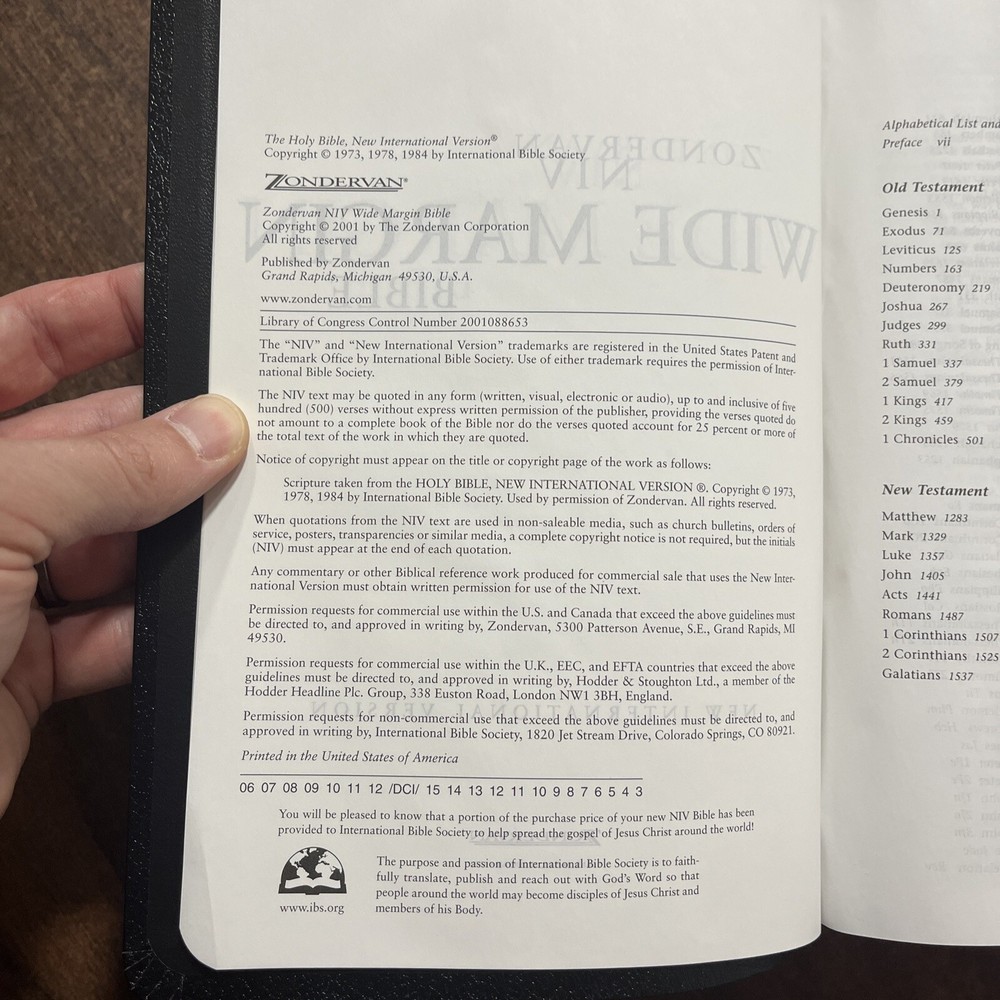 The Holy Bible, New International Version®
Copyright © 1973, 1978, 1984 by International Bible Society
ZONDERVAN®
Zondervan NIV Wide Margin Bible
Copyright © 2001 by The Zondervan Corporation
All rights reserved
Published by Zondervan
Grand Rapids, Michigan 49530, U.S.A.
www.zondervan.com
Library of Congress Control Number 2001088653
The “NIV” and “New International Version” trademarks are registered in the United States Patent and
Trademark Office by International Bible Society. Use of either trademark requires the permission of Inter-
national Bible Society.
The NIV text may be quoted in any form (written, visual, electronic or audio), up to and inclusive of five
hundred (500) verses without express written permission of the publisher, providing the verses quoted do
not amount to a complete book of the Bible nor do the verses quoted account for 25 percent or more of
the total text of the work in which they are quoted.
Notice of copyright must appear on the title or copyright page of the work as follows:
Scripture taken from the HOLY BIBLE, NEW INTERNATIONAL VERSION ®. Copyright © 1973,
1978, 1984 by International Bible Society. Used by permission of Zondervan. All rights reserved.
When quotations from the NIV text are used in non-saleable media, such as church bulletins, orders of
service, posters, transparencies or similar media, a complete copyright notice is not required, but the initials
(NIV) must appear at the end of each quotation.
Any commentary or other Biblical reference work produced for commercial sale that uses the New Inter-
national Version must obtain written permission for use of the NIV text.
Permission requests for commercial use within the U.S. and Canada that exceed the above guidelines must
be directed to, and approved in writing by, Zondervan, 5300 Patterson Avenue, S.E., Grand Rapids, MI
49530.
Permission requests for commercial use within the U.K., EEC, and EFTA countries that exceed the above
guidelines must be directed to, and approved in writing by, Hodder & Stoughton Ltd., a member of the
Hodder Headline Plc. Group, 338 Euston Road, London NW1 3BH, England.
Permission requests for non-commercial use that exceed the above guidelines must be directed to, and
approved in writing by, International Bible Society, 1820 Jet Stream Drive, Colorado Springs, CO 80921.
Printed in the United States of America
06 07 08 09 10 11 12 /DCI/ 15 14 13 12 11 10 9 8 7 6 5 4 3
You will be pleased to know that a portion of the purchase price of your new NIV Bible has been
provided to International Bible Society to help spread the gospel of Jesus Christ around the world!
The purpose and passion of International Bible Society is to faith-
fully translate, publish and reach out with God’s Word so that
people around the world may become disciples of Jesus Christ and
members of his Body.
www.ibs.org
Alphabetical List and
Preface vii
Old Testament
Genesis 1
Exodus 71
Leviticus 125
Numbers 163
Deuteronomy 219
Joshua 267
Judges 299
Ruth 331
1 Samuel 337
2 Samuel 379
1 Kings 417
2 Kings 459
1 Chronicles 501
New Testament
Matthew 1283
Mark 1329
Luke 1357
John 1405
Acts 1441
Romans 1487
1 Corinthians 1507
2 Corinthians 1525
Galatians 1537